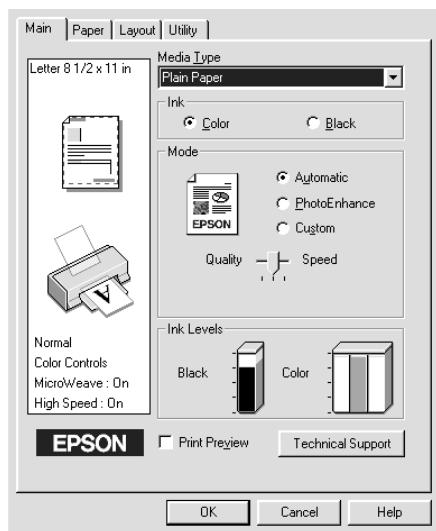 Main Paper Layout Utility
Letter 8 1/2 x 11 in
Normal
Color Controls
MicroWeave : On
High Speed : On
EPSON
Media Type
Plain Paper
Ink
Color Black
Mode
EPSON
Automatic
PhotoEnhance
Custom
Quality Speed
Ink Levels
Black Color
Print Preview Technical Support
OK Cancel Help